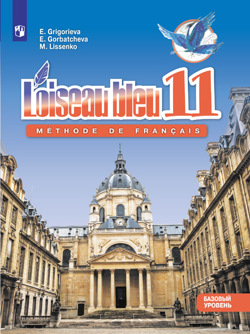 E. Grigorieva
E. Gorbatcheva
M. Lissenko
L'oiseau bleu 11
MÉTHODE DE FRANÇAIS
БАЗОВЫЙ
УРОВЕНЬ